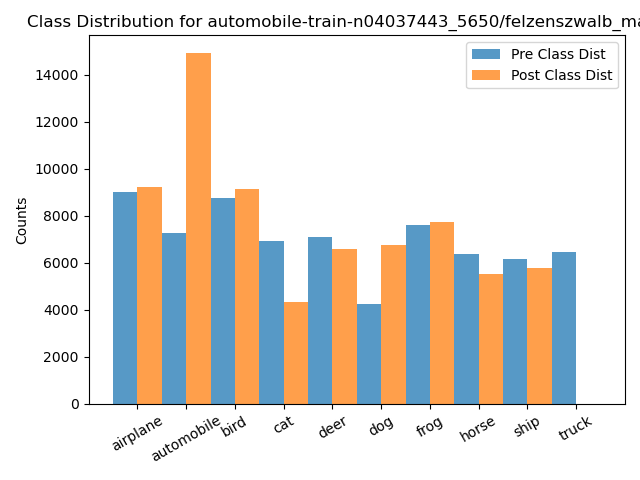 Class Distribution for automobile-train-n04037443_5650/felzenszwalb_ma
Pre Class Dist
Post Class Dist
14000
12000
10000
8000
6000
4000
2000
0
Counts
airplane
automobile
bird
cat
deer
dog
frog
horse
ship
truck